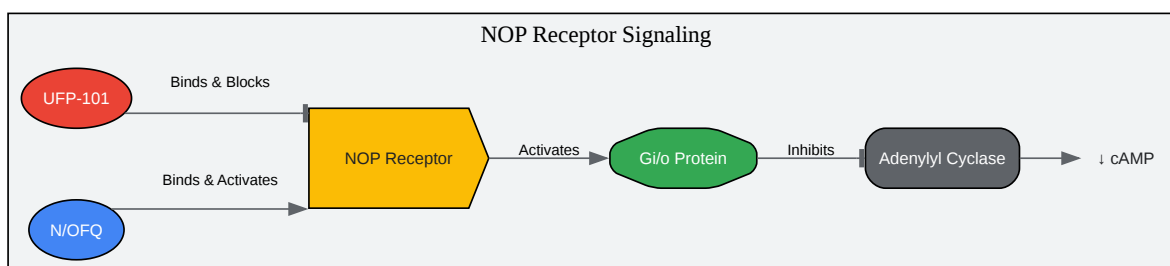 NOP Receptor Signaling
UFP-101
Binds & Blocks
N/OFQ
Binds & Activates
NOP Receptor
Activates
Gi/o Protein
Inhibits
Adenylyl Cyclase
↓ cAMP